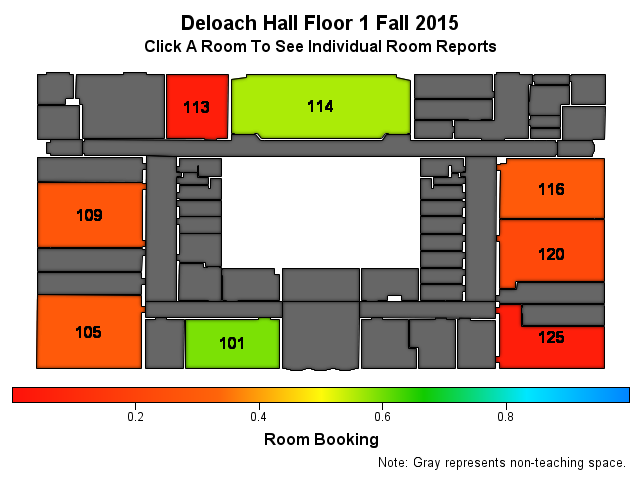 Deloach Hall Floor 1 Fall 2015
Click A Room To See Individual Room Reports
113
114
116
109
120
105
101
125
0.2 0.4 0.6 0.8
Room Booking
Note: Gray represents non-teaching space.